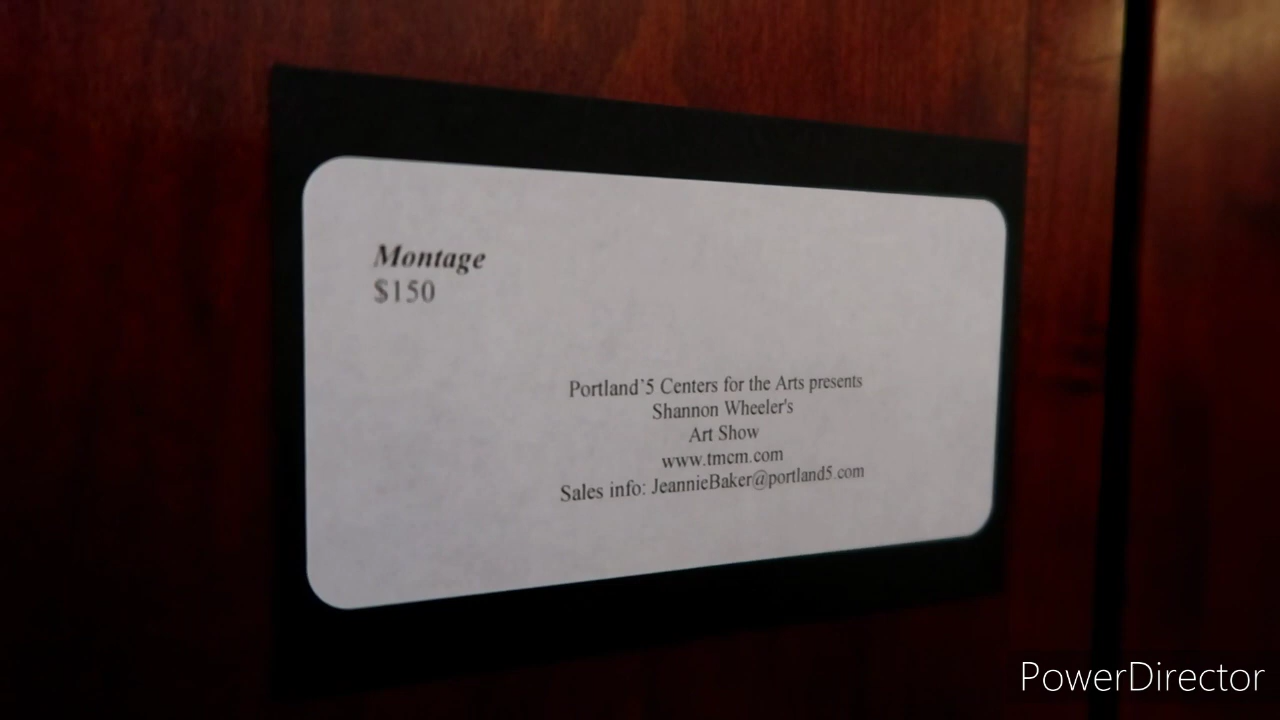 Montage
$150
Portland`5 Centers for the Arts presents
Shannon Wheeler's
Art Show
www.tmcm.com
Sales info: JeannieBaker@portland5.com
PowerDirector